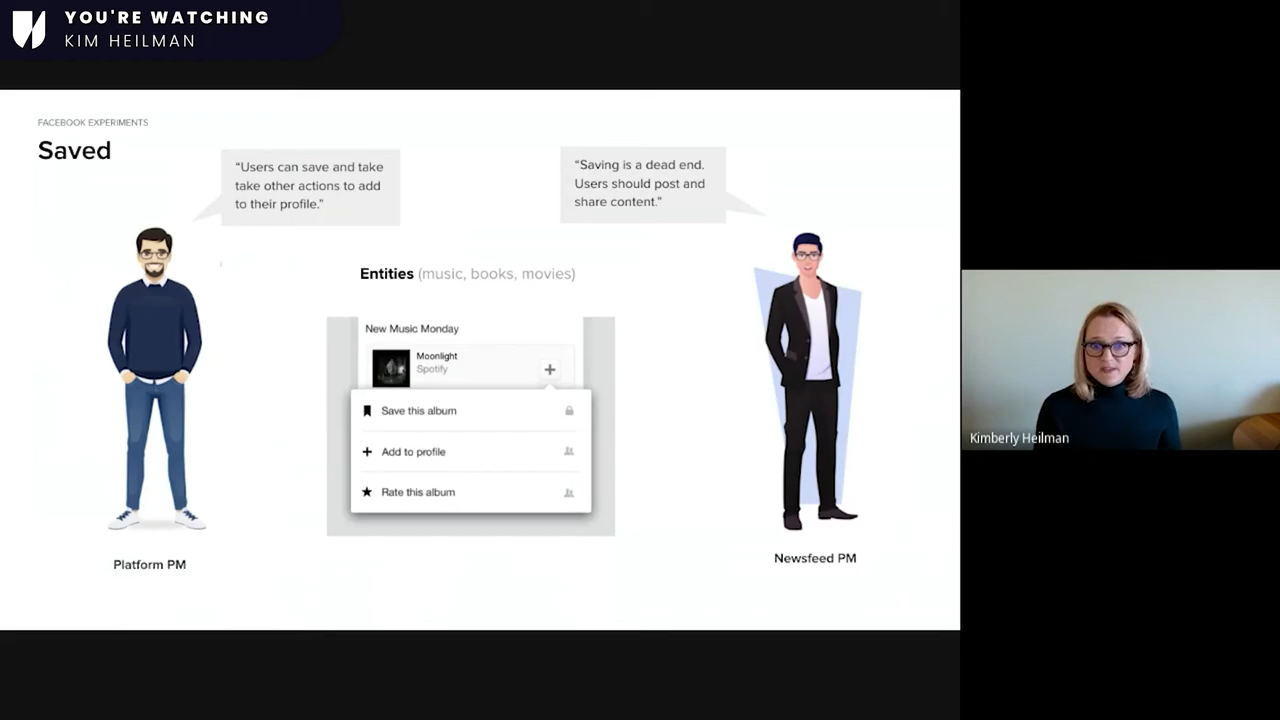 YOU'RE WATCHING
KIM HEILMAN
FACEBOOK EXPERIMENTS
Saved
“Users can save and take
take other actions to add
to their profile.”
“Saving is a dead end.
Users should post and
share content.”
Entities (music, books, movies)
New Music Monday
Moonlight
Spotify
Save this album
Add to profile
Rate this album
Platform PM
Newsfeed PM
Kimberly Heilman